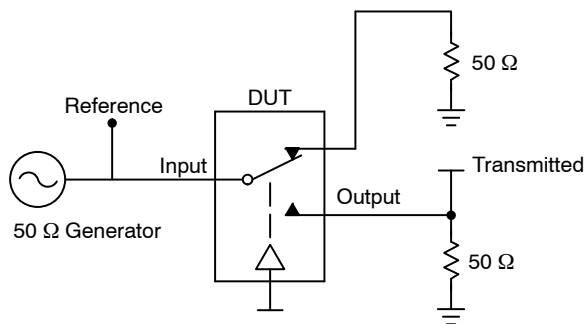 50 Ω
DUT
Reference
Input
Transmitted
Output
50 Ω Generator
50 Ω